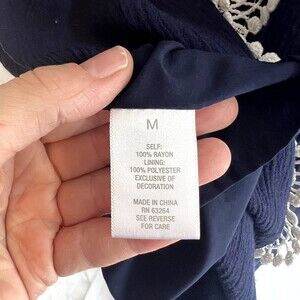 M
SELF:
100% RAYON
LINING:
100% POLYESTER
EXCLUSIVE OF
DECORATION
MADE IN CHINA
RN 63264
SEE REVERSE
FOR CARE